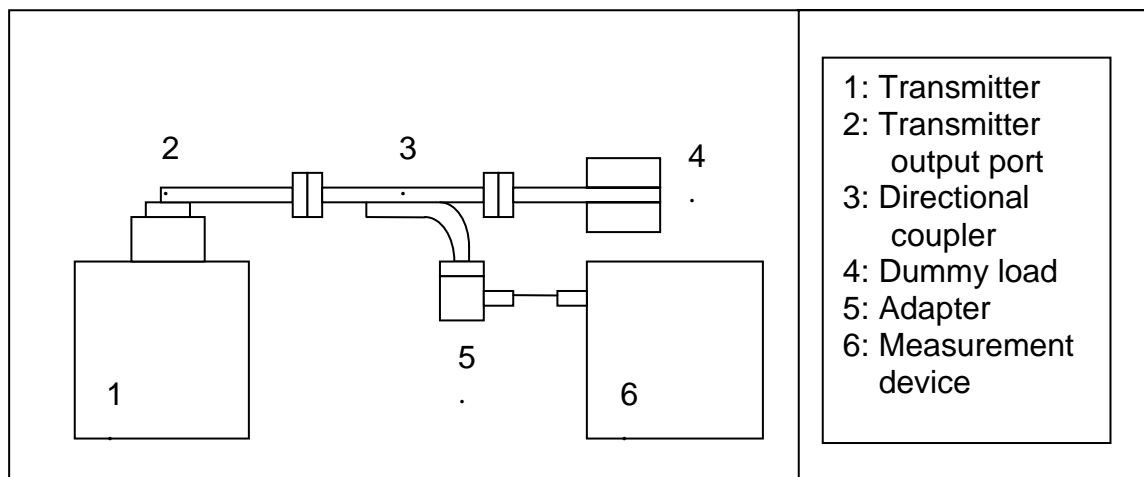 2
3
4
5
1
6
1: Transmitter
2: Transmitter
output port
3: Directional
coupler
4: Dummy load
5: Adapter
6: Measurement
device